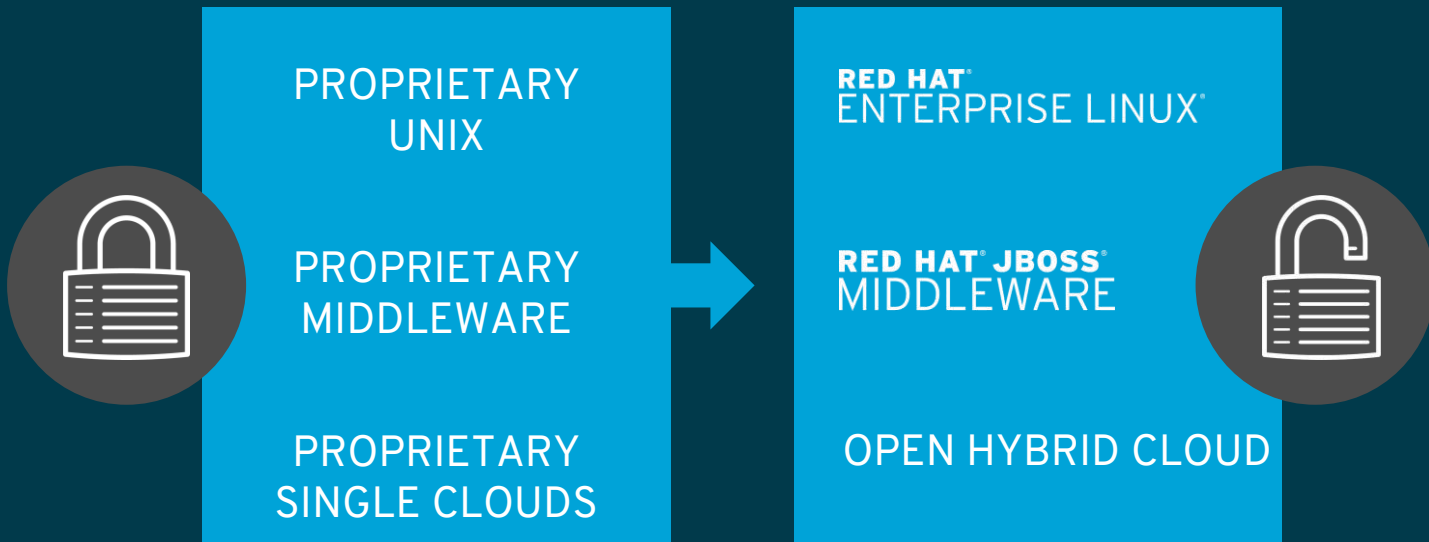 PROPRIETARY
UNIX
PROPRIETARY
MIDDLEWARE
PROPRIETARY
SINGLE CLOUDS
RED HAT®
ENTERPRISE LINUX®
RED HAT® JBOSS®
MIDDLEWARE
OPEN HYBRID CLOUD